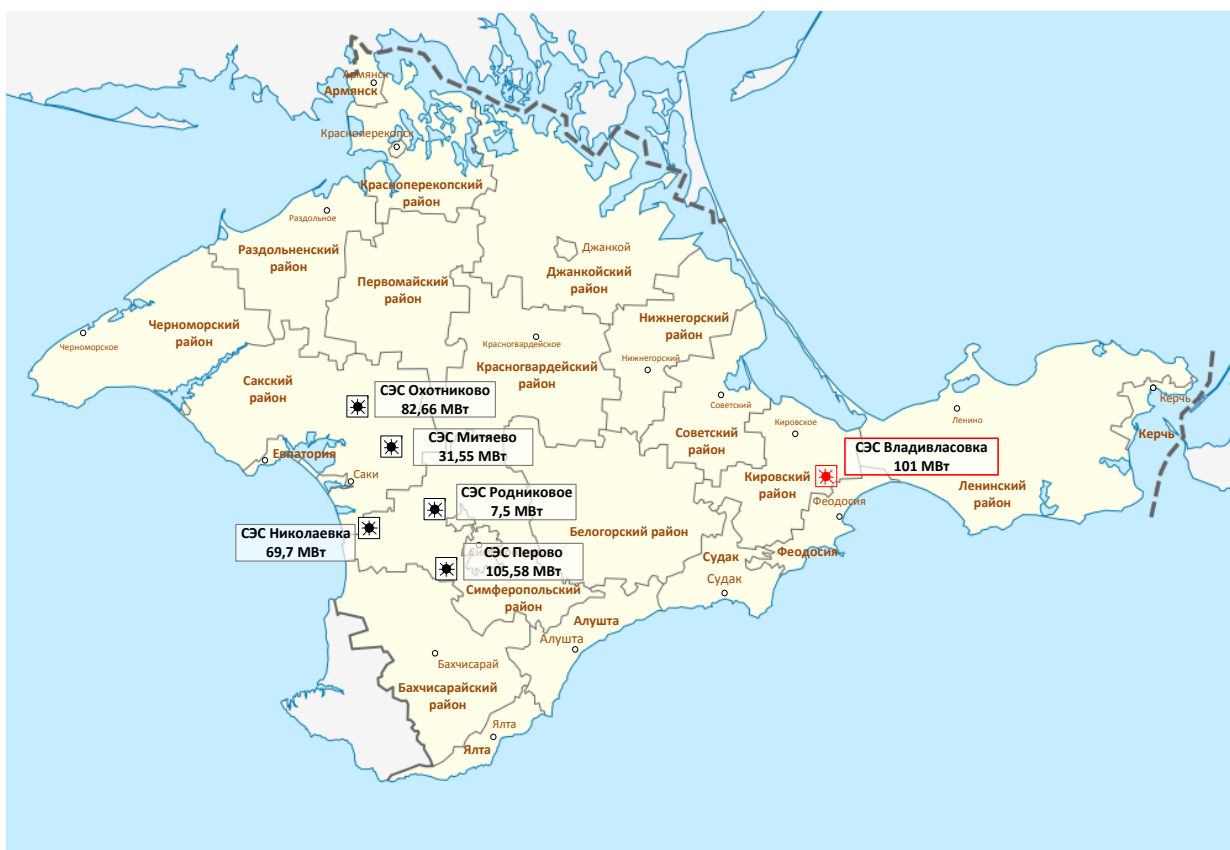 Армянск
Армянск
Красноперекопск
Красноперекопский
район
Раздольное
Раздольненский
район
Джанкой
Джанкойский
район
Первомайский
район
Черноморский
район
Черноморское
Нижнегорский
район
Нижнегорский
Красногвардейское
Красногвардейский
район
Сакский
район
СЭС Охотниково
82,66 МВт
СЭС Митяево
31,55 МВт
Евпатория
Саки
СЭС Родниковое
7,5 МВт
СЭС Николаевка
69,7 МВт
СЭС Перово
105,58 МВт
Симферопольский
район
Белогорский район
Советский
Советский
район
Кировское
Кировский
район
СЭС Владивласовка
101 МВт
Феодосия
Феодосия
Ленино
Ленинский
район
Керчь
Керчь
Судак
Судак
Алушта
Алушта
Бахчисарай
Бахчисарайский
район
Ялта
Ялта